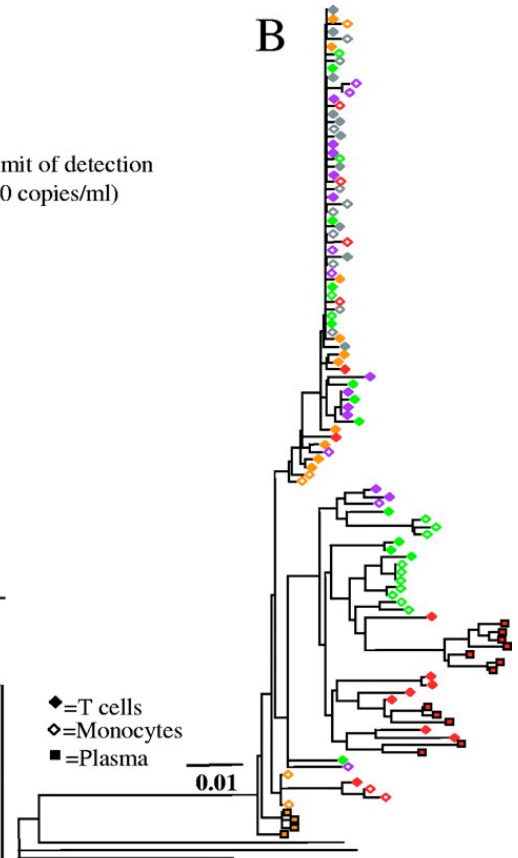 B
mit of detection
0 copies/ml)
=T cells
=Monocytes
=Plasma
0.01